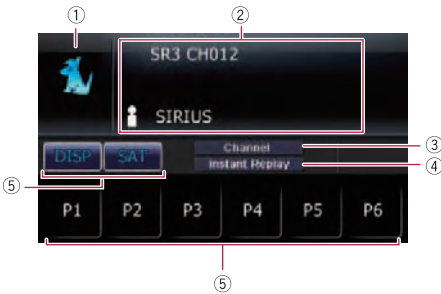 ① ②
SR3 CH012
SIRIUS
DISP SAT Channel ③
Instant Replay ④
⑤
P1 P2 P3 P4 P5 P6
⑤